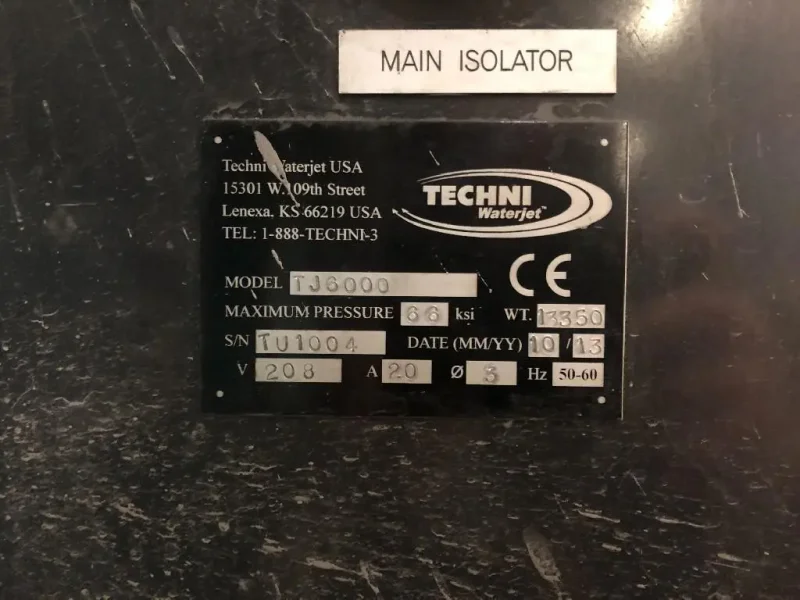 MAIN ISOLATOR
Techni Waterjet USA
15301 W.109th Street
Lenexa, KS 66219 USA
TEL: 1-888-TECHNI-3
TECHNI
Waterjet™
CE
MODEL TJ6000
MAXIMUM PRESSURE 66 ksi WT. 13350
S/N TU1004 DATE (MM/YY) 10 / 13
V 208 A 20 Ø 3 Hz 50-60